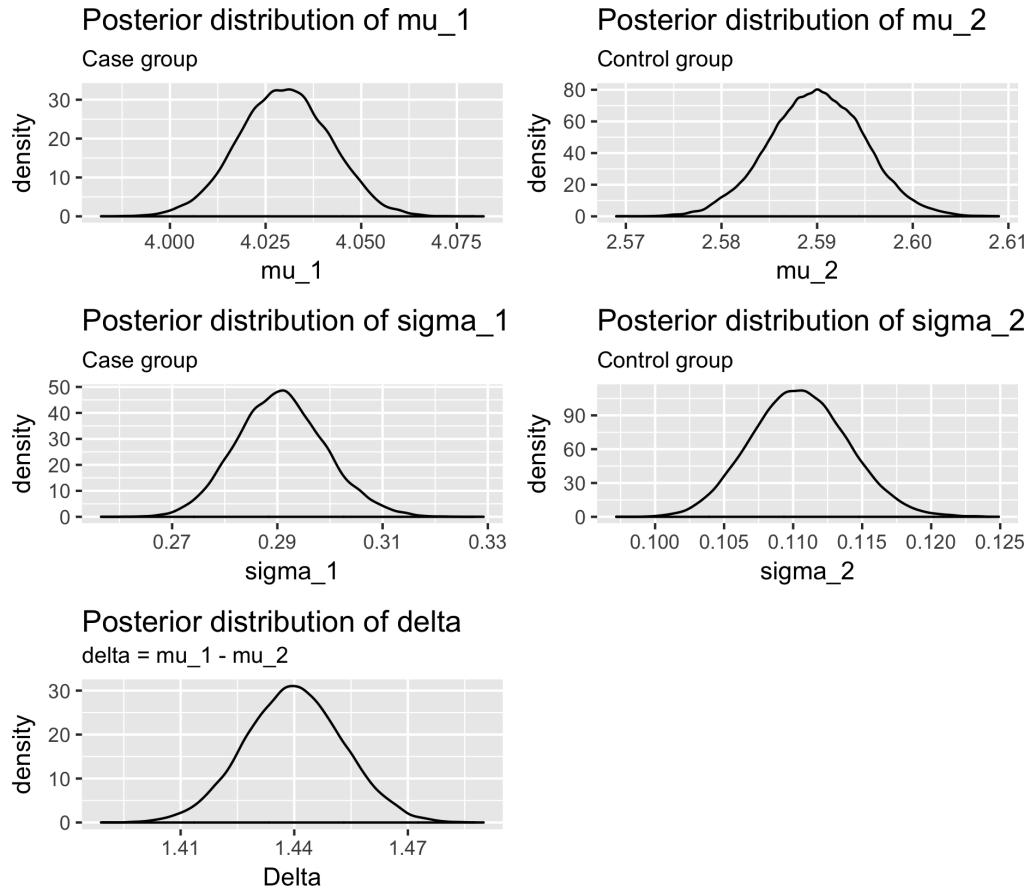 Posterior distribution of mu_1
Case group
density
30
20
10
0
4.000 4.025 4.050 4.075
mu_1
Posterior distribution of mu_2
Control group
density
80
60
40
20
0
2.57 2.58 2.59 2.60 2.61
mu_2
Posterior distribution of sigma_1
Case group
density
50
40
30
20
10
0
0.27 0.29 0.31 0.33
sigma_1
Posterior distribution of sigma_2
Control group
density
90
60
30
0
0.100 0.105 0.110 0.115 0.120 0.125
sigma_2
Posterior distribution of delta
delta = mu_1 - mu_2
density
30
20
10
0
1.41 1.44 1.47
Delta